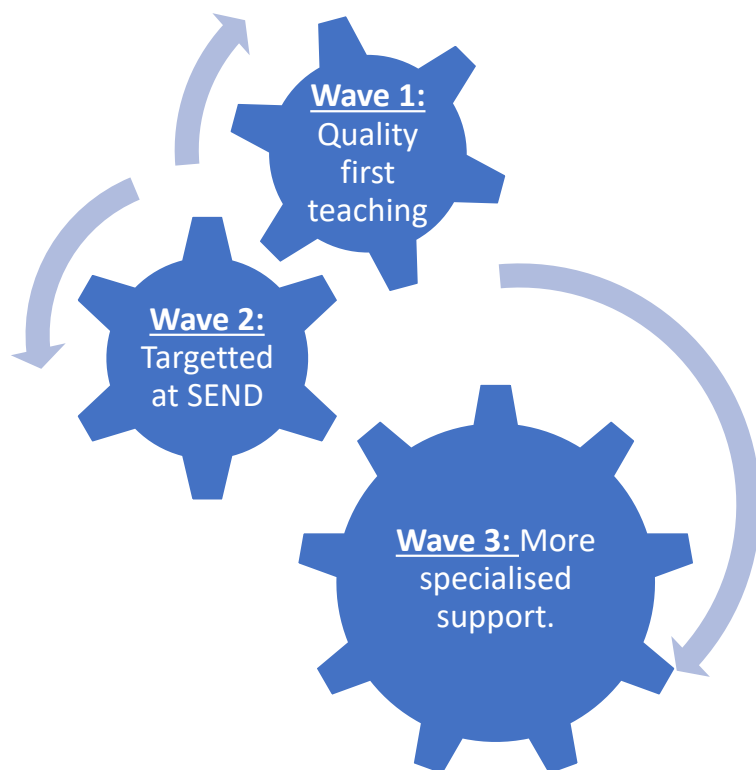 Wave 1:
Quality
first
teaching
Wave 2:
Targetted
at SEND
Wave 3: More
specialised
support.